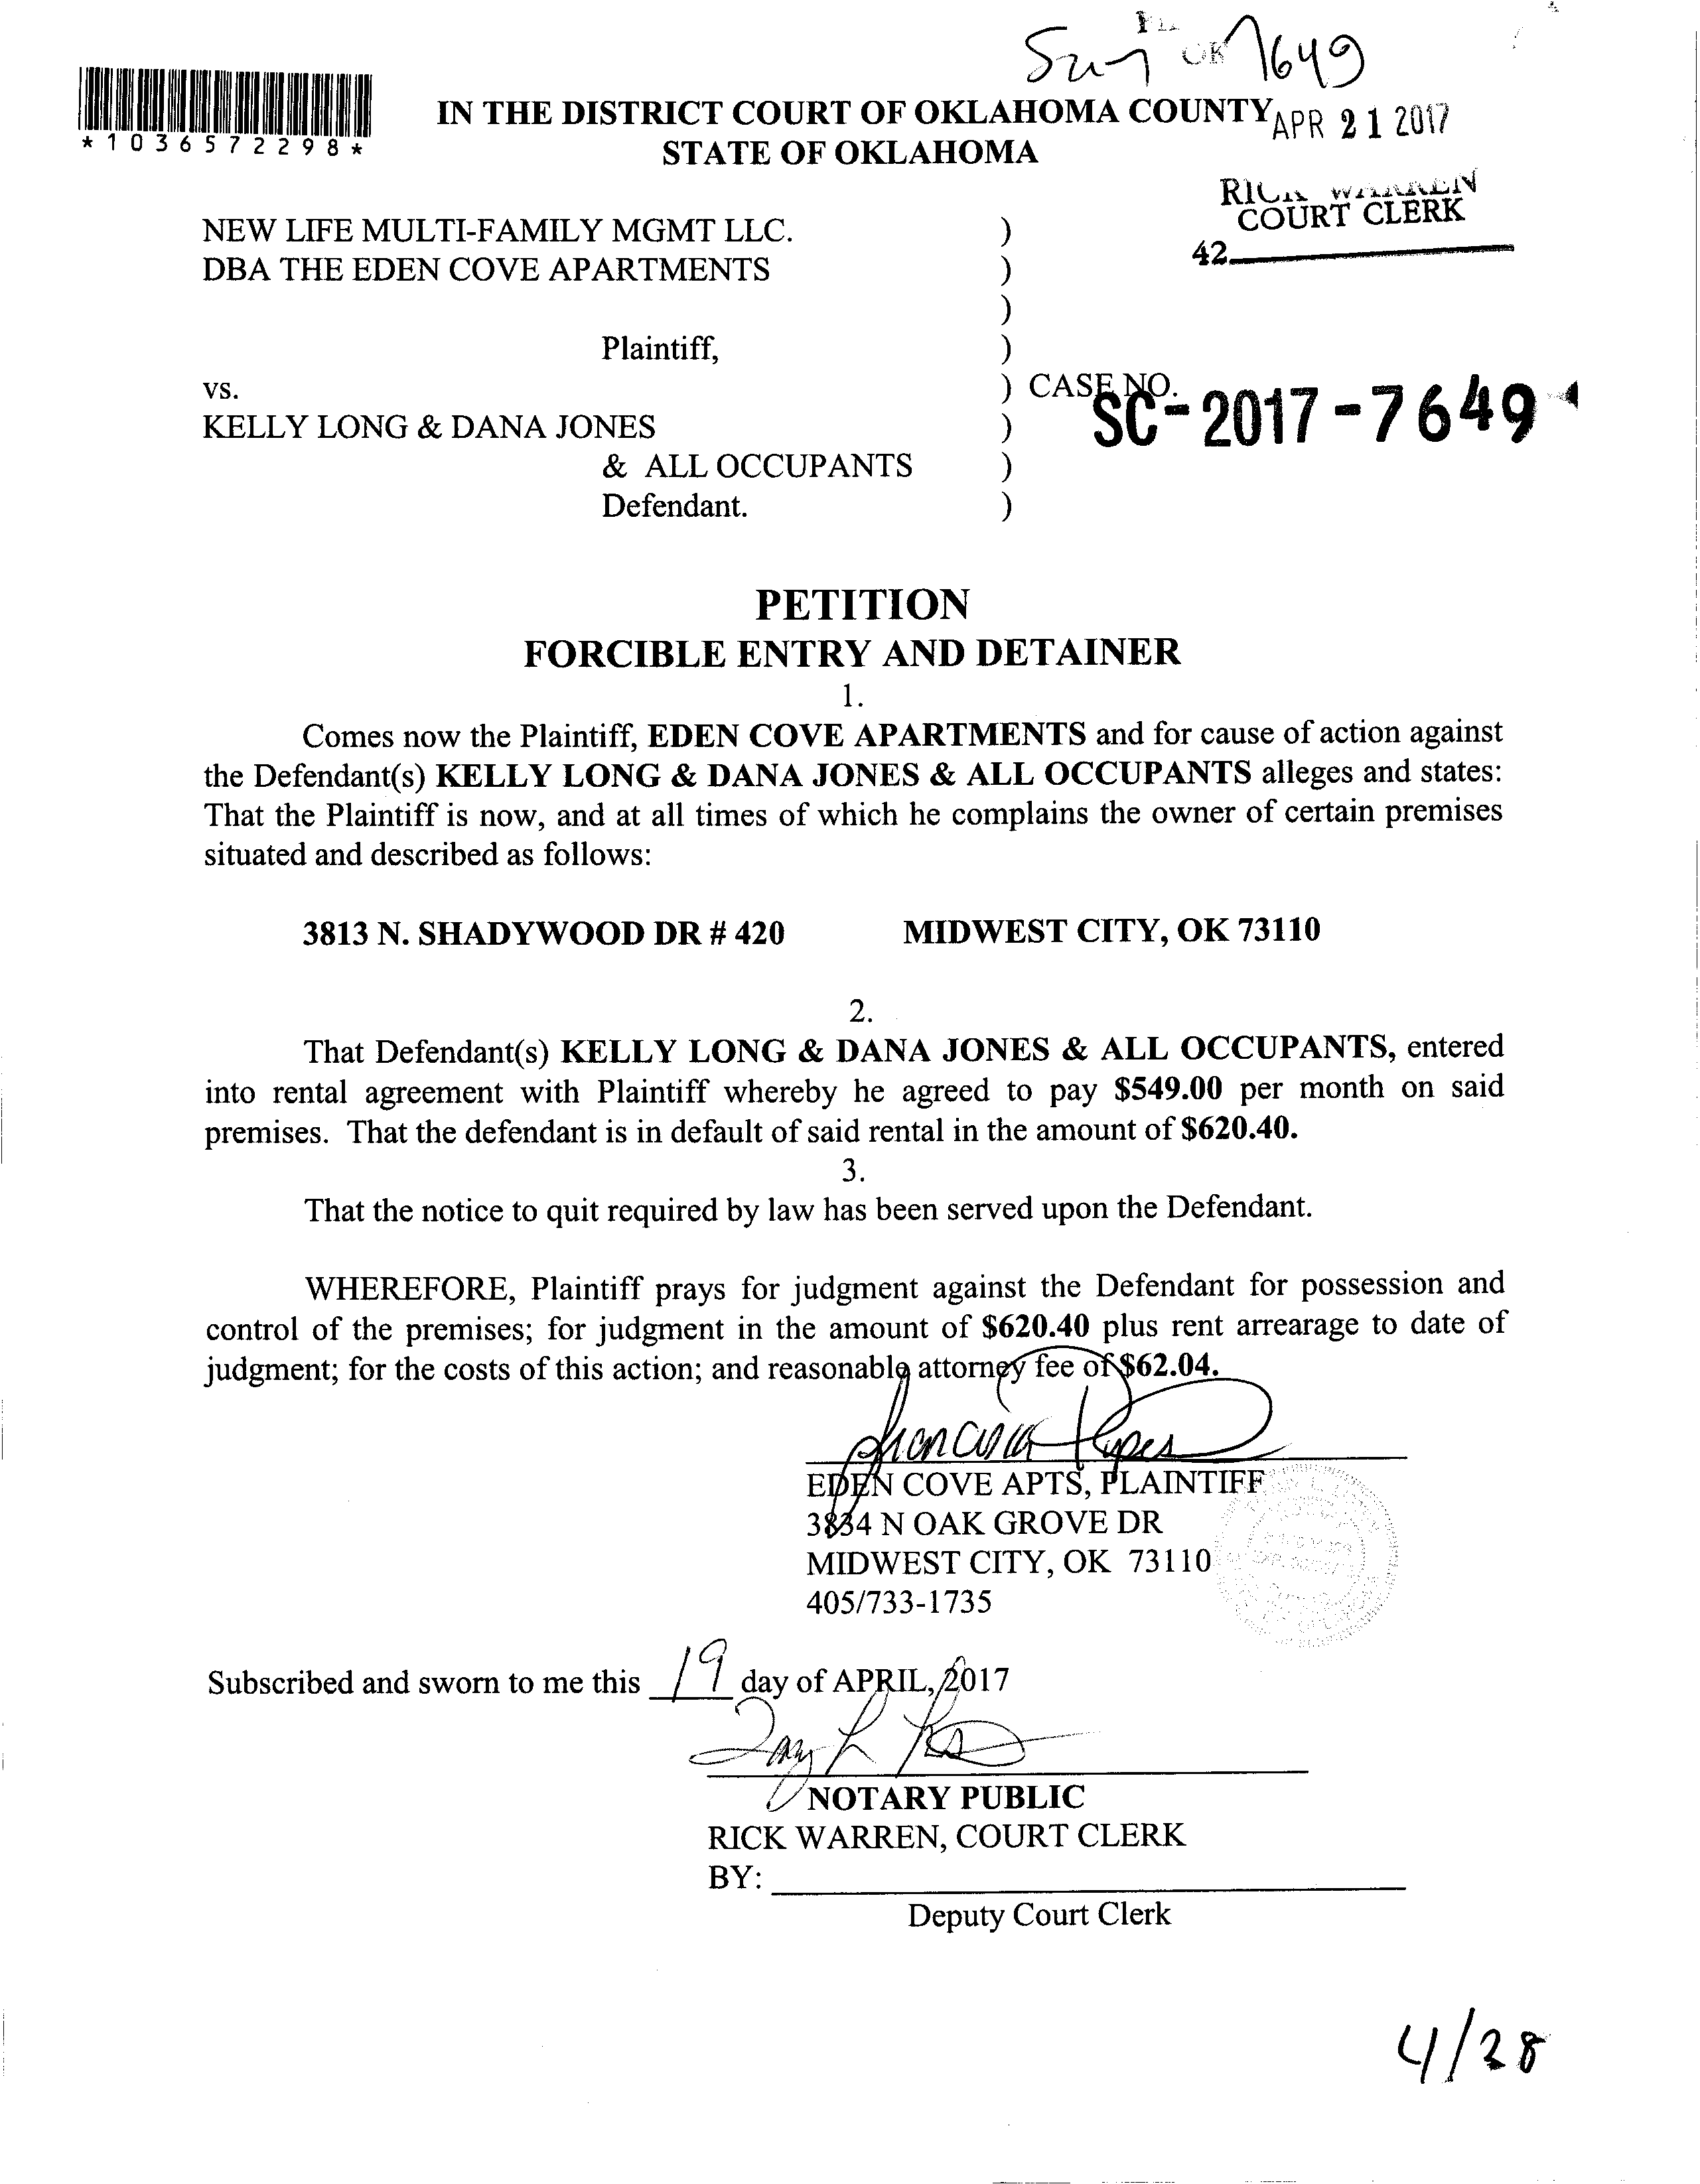 1649
*1036572298*
IN THE DISTRICT COURT OF OKLAHOMA COUNTY
APR 21 2017
STATE OF OKLAHOMA
RICK WARREN
COURT CLERK
42
NEW LIFE MULTI-FAMILY MGMT LLC. )
DBA THE EDEN COVE APARTMENTS )
)
Plaintiff, )
vs. ) CASE NO. SC-2017-7649
KELLY LONG & DANA JONES )
& ALL OCCUPANTS )
Defendant. )
PETITION
FORCIBLE ENTRY AND DETAINER
1.
Comes now the Plaintiff, EDEN COVE APARTMENTS and for cause of action against
the Defendant(s) KELLY LONG & DANA JONES & ALL OCCUPANTS alleges and states:
That the Plaintiff is now, and at all times of which he complains the owner of certain premises
situated and described as follows:
3813 N. SHADYWOOD DR # 420 MIDWEST CITY, OK 73110
2.
That Defendant(s) KELLY LONG & DANA JONES & ALL OCCUPANTS, entered
into rental agreement with Plaintiff whereby he agreed to pay $549.00 per month on said
premises. That the defendant is in default of said rental in the amount of $620.40.
3.
That the notice to quit required by law has been served upon the Defendant.
WHEREFORE, Plaintiff prays for judgment against the Defendant for possession and
control of the premises; for judgment in the amount of $620.40 plus rent arrearage to date of
judgment; for the costs of this action; and reasonable attorney fee of $62.04.
EDEN COVE APTS, PLAINTIFF
3834 N OAK GROVE DR
MIDWEST CITY, OK 73110
405/733-1735
Subscribed and sworn to me this 19 day of APRIL, 2017
NOTARY PUBLIC
RICK WARREN, COURT CLERK
BY:
Deputy Court Clerk
4/28